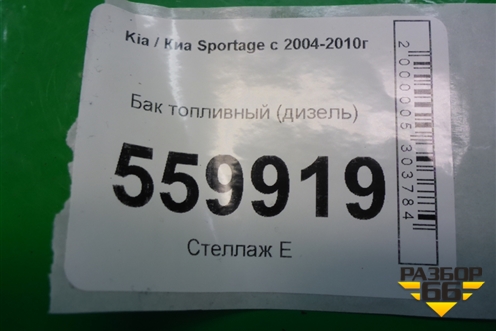 Kia / Киа Sportage с 2004-2010г
Бак топливный (дизель)
559919
Стеллаж Е
2000005303784
РАЗБОР
66